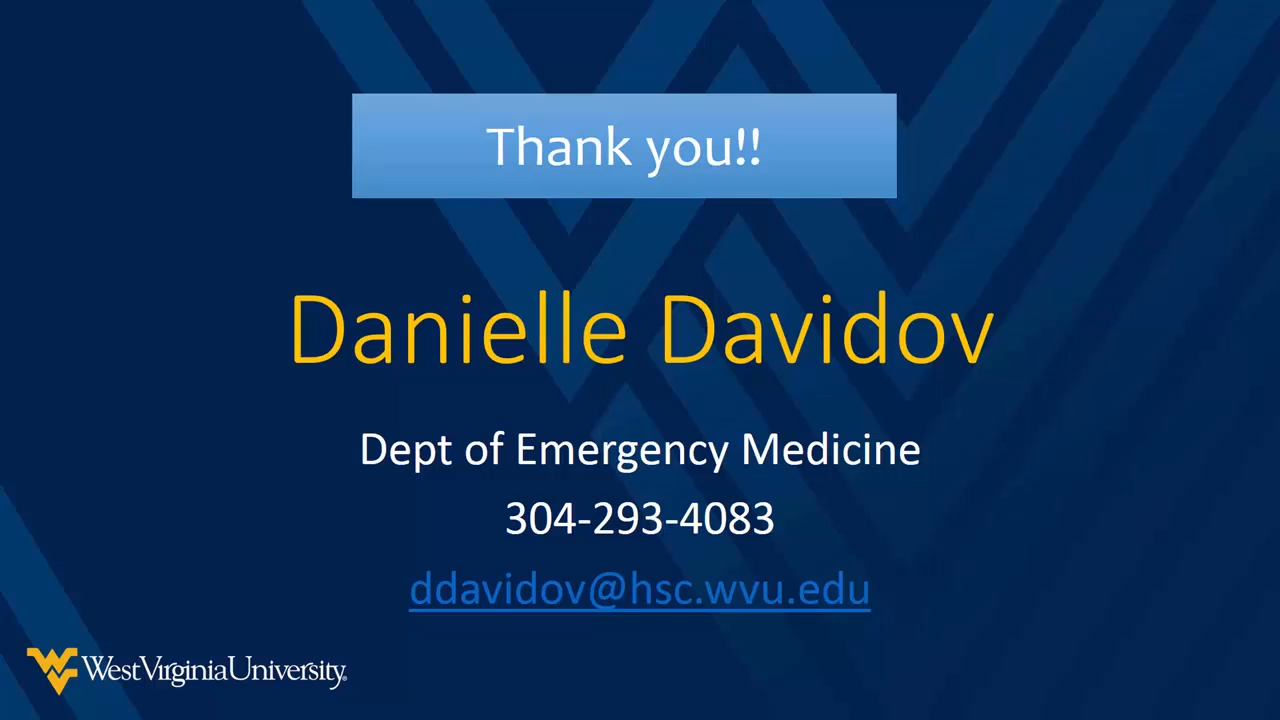 Thank you!!
Danielle Davidov
Dept of Emergency Medicine
304-293-4083
ddavidov@hsc.wvu.edu
WestVirginiaUniversity®